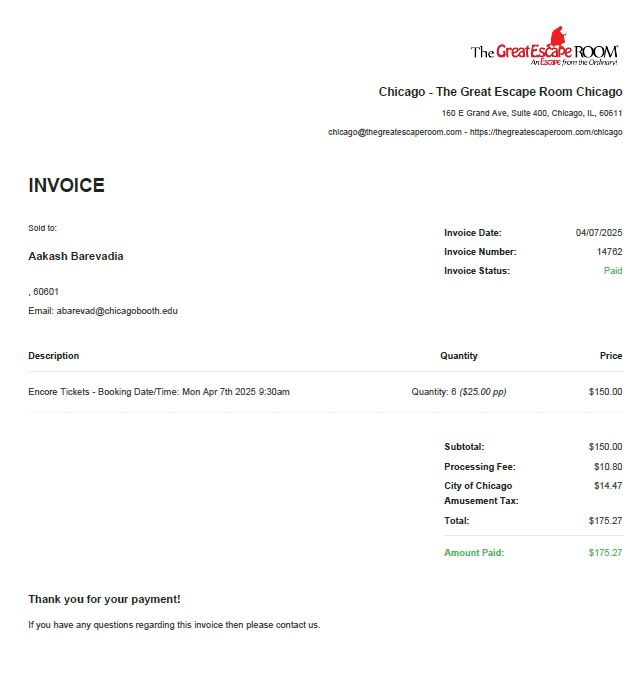 The Great Escape ROOM
An Escape from the Ordinary!
Chicago - The Great Escape Room Chicago
160 E Grand Ave, Suite 400, Chicago, IL, 60611
chicago@thegreatescaperoom.com - https://thegreatescaperoom.com/chicago
INVOICE
Sold to:
Aakash Barevadia
, 60601
Email: abarevad@chicagobooth.edu
Invoice Date: 04/07/2025
Invoice Number: 14762
Invoice Status: Paid
Description Quantity Price
Encore Tickets - Booking Date/Time: Mon Apr 7th 2025 9:30am Quantity: 6 ($25.00 pp) $150.00
Subtotal: $150.00
Processing Fee: $10.80
City of Chicago $14.47
Amusement Tax:
Total: $175.27
Amount Paid: $175.27
Thank you for your payment!
If you have any questions regarding this invoice then please contact us.